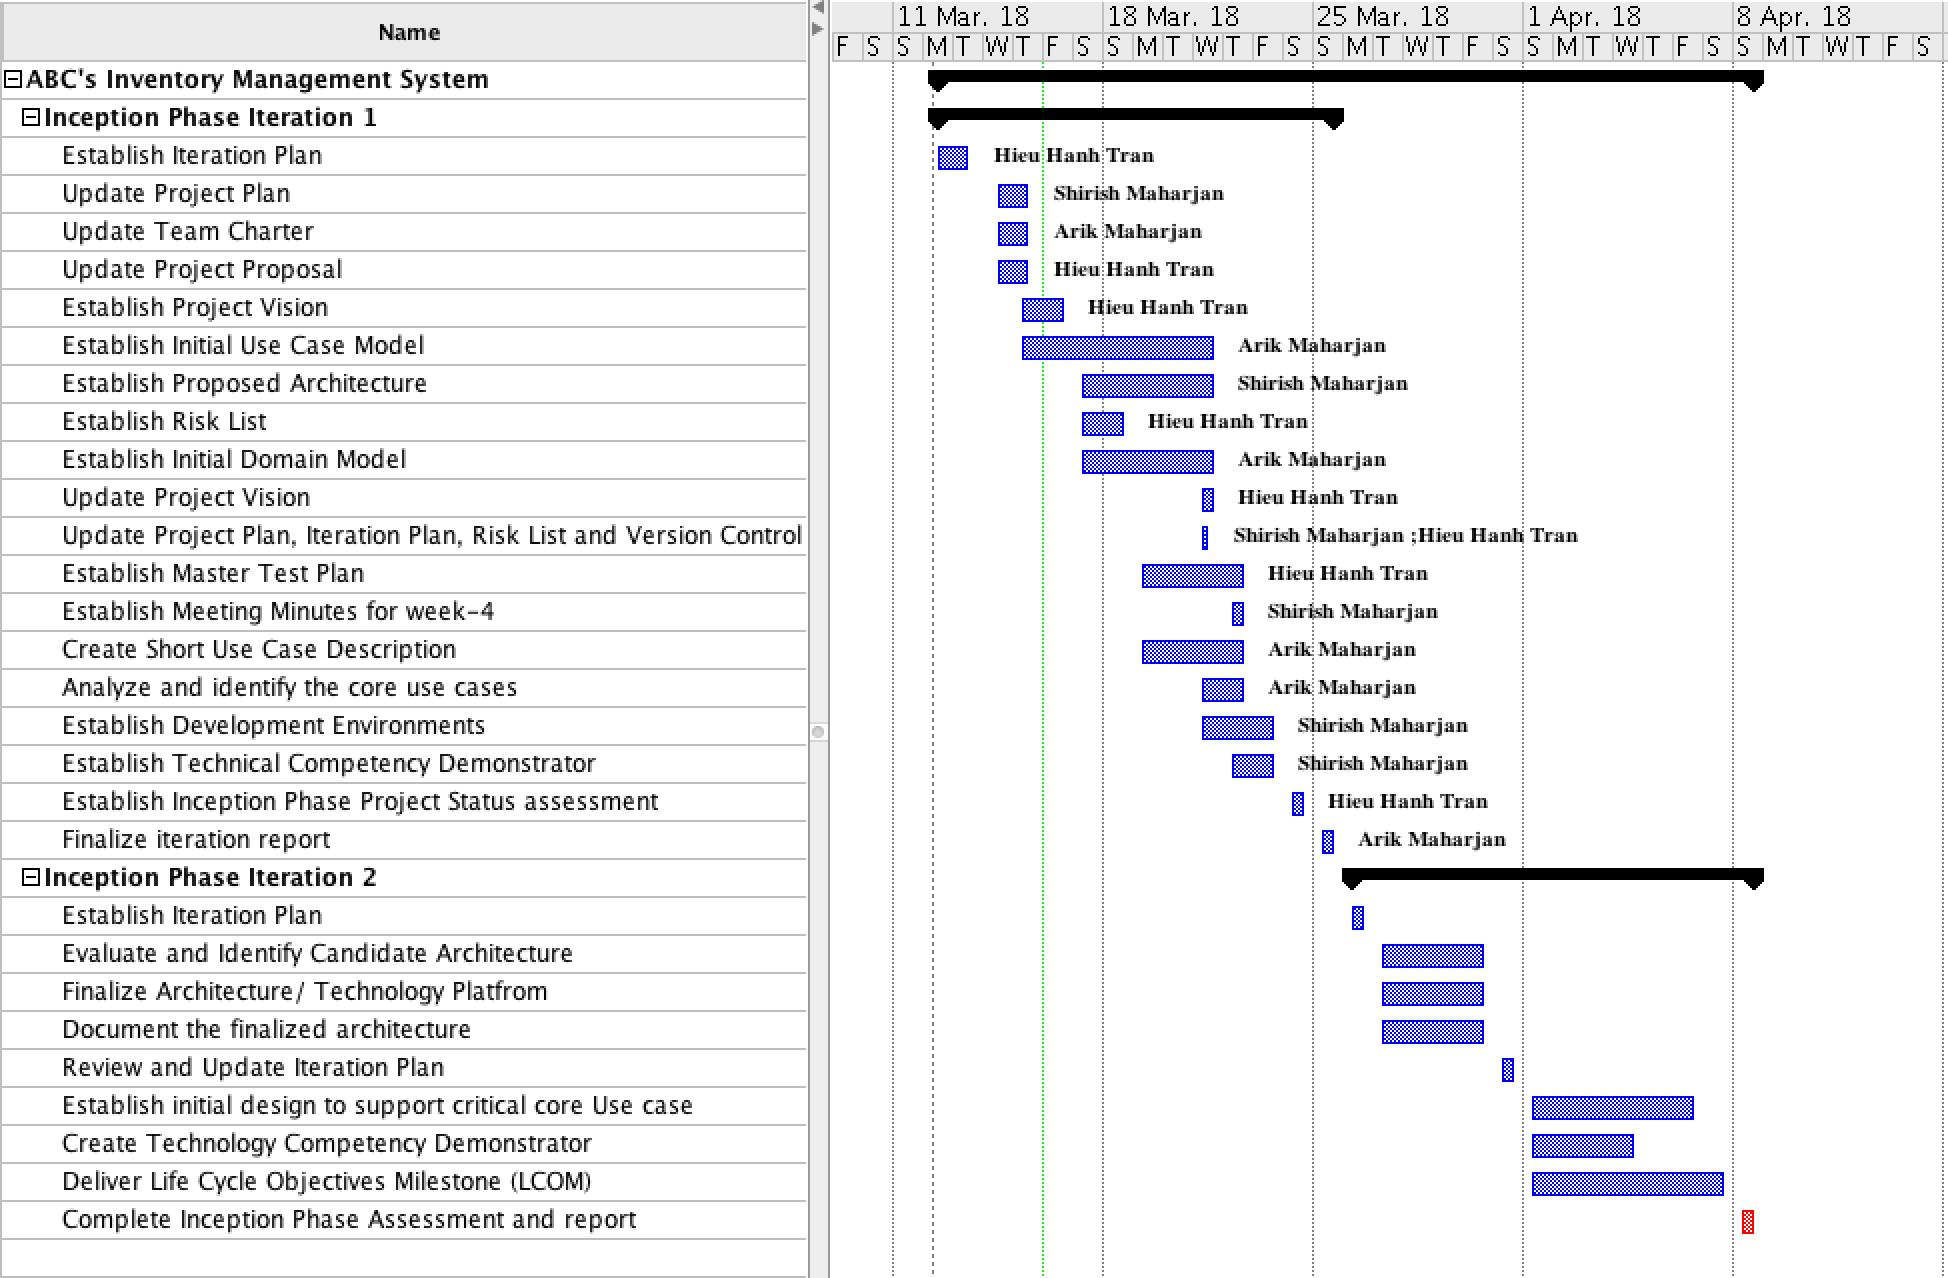 Name
11 Mar. 18 18 Mar. 18 25 Mar. 18 1 Apr. 18 8 Apr. 18
F S S M T W T F S S M T W T F S S M T W T F S S M T W T F S S M T W T F S
ABC's Inventory Management System
Inception Phase Iteration 1
Establish Iteration Plan Hieu Hanh Tran
Update Project Plan Shirish Maharjan
Update Team Charter Arik Maharjan
Update Project Proposal Hieu Hanh Tran
Establish Project Vision Hieu Hanh Tran
Establish Initial Use Case Model Arik Maharjan
Establish Proposed Architecture Shirish Maharjan
Establish Risk List Hieu Hanh Tran
Establish Initial Domain Model Arik Maharjan
Update Project Vision Hieu Hanh Tran
Update Project Plan, Iteration Plan, Risk List and Version Control Shirish Maharjan ;Hieu Hanh Tran
Establish Master Test Plan Hieu Hanh Tran
Establish Meeting Minutes for week-4 Shirish Maharjan
Create Short Use Case Description Arik Maharjan
Analyze and identify the core use cases Arik Maharjan
Establish Development Environments Shirish Maharjan
Establish Technical Competency Demonstrator Shirish Maharjan
Establish Inception Phase Project Status assessment Hieu Hanh Tran
Finalize iteration report Arik Maharjan
Inception Phase Iteration 2
Establish Iteration Plan
Evaluate and Identify Candidate Architecture
Finalize Architecture/ Technology Platfrom
Document the finalized architecture
Review and Update Iteration Plan
Establish initial design to support critical core Use case
Create Technology Competency Demonstrator
Deliver Life Cycle Objectives Milestone (LCOM)
Complete Inception Phase Assessment and report